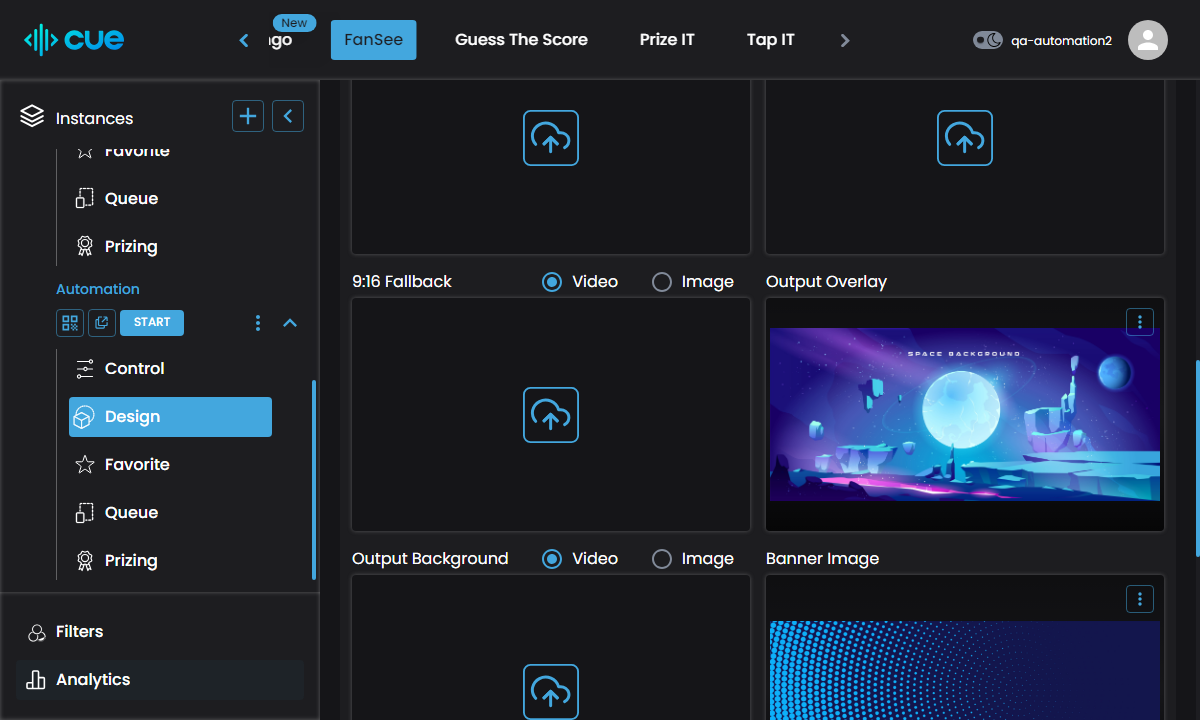 cue
New
FanSee
Guess The Score
Prize IT
Tap IT
qa-automation2
Instances
Favorite
Queue
Prizing
Automation
START
Control
Design
Favorite
Queue
Prizing
Filters
Analytics
9:16 Fallback
Video
Image
Output Overlay
SPACE BACKGROUND
Output Background
Video
Image
Banner Image